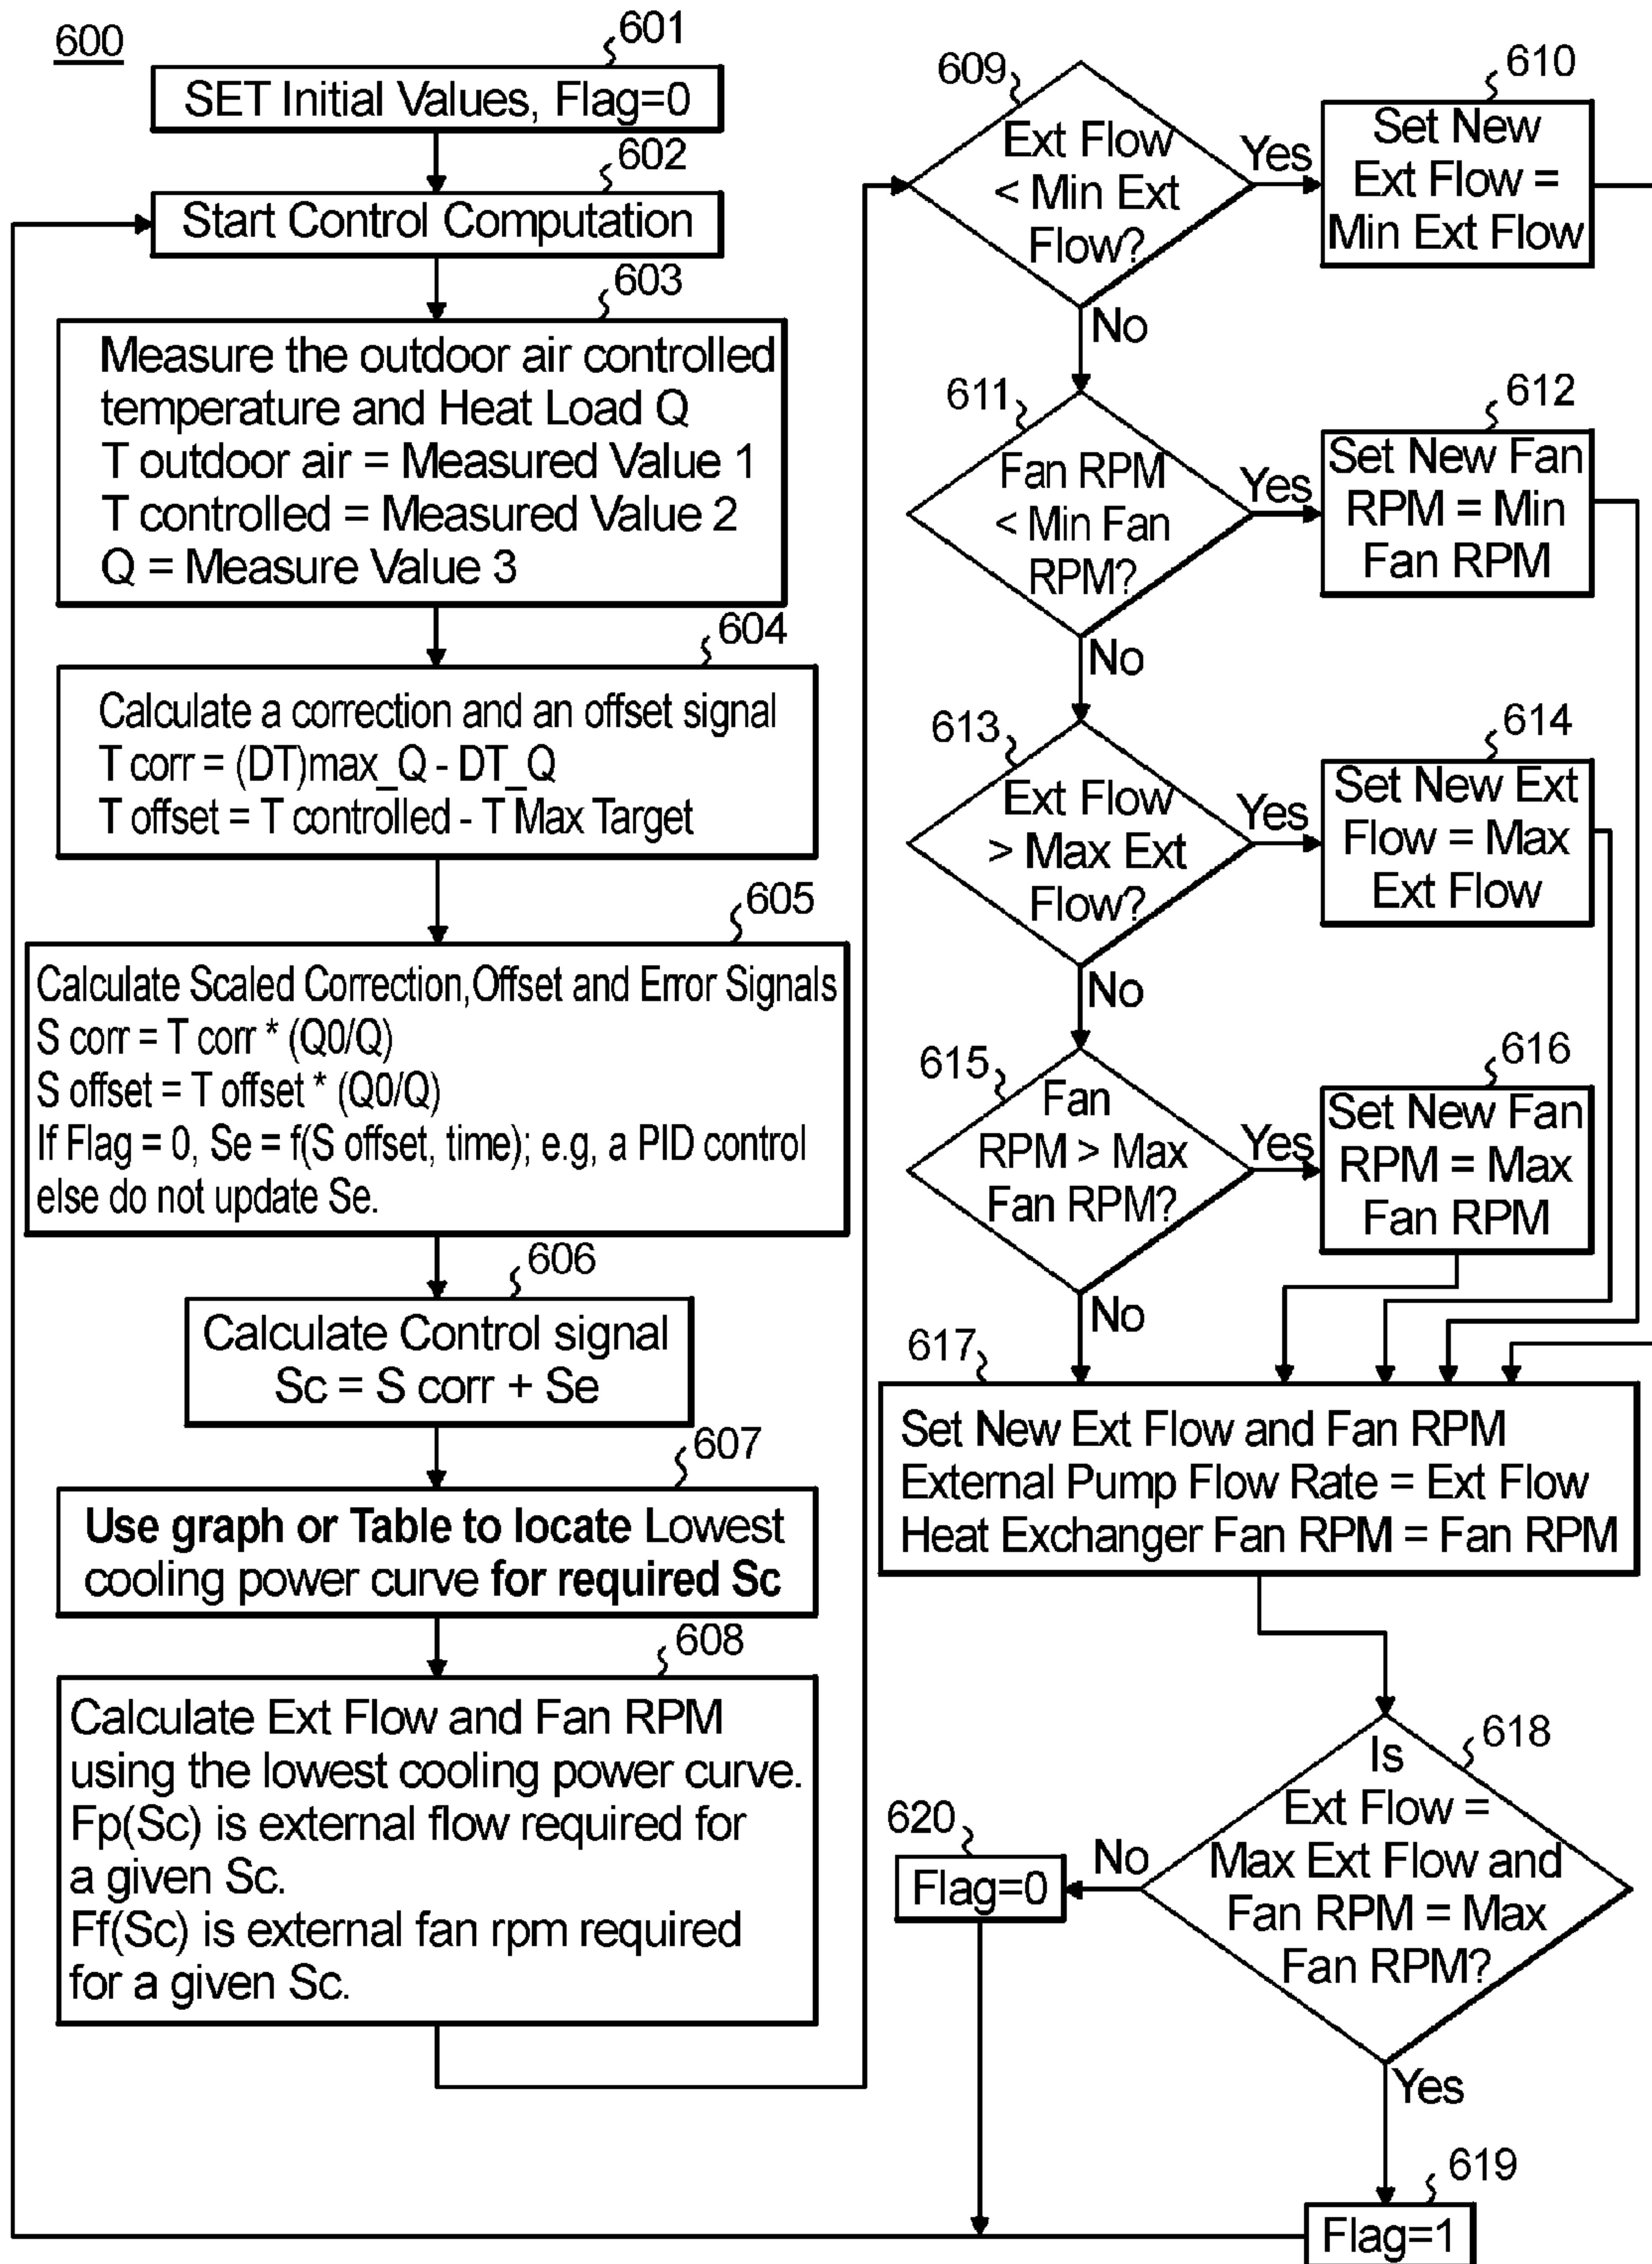 600
601
SET Initial Values, Flag=0
602
Start Control Computation
603
Measure the outdoor air controlled
temperature and Heat Load Q
T outdoor air = Measured Value 1
T controlled = Measured Value 2
Q = Measure Value 3
604
Calculate a correction and an offset signal
T corr = (DT)max_Q - DT_Q
T offset = T controlled - T Max Target
605
Calculate Scaled Correction,Offset and Error Signals
S corr = T corr * (Q0/Q)
S offset = T offset * (Q0/Q)
If Flag = 0, Se = f(S offset, time); e.g, a PID control
else do not update Se.
606
Calculate Control signal
Sc = S corr + Se
607
Use graph or Table to locate Lowest
cooling power curve for required Sc
608
Calculate Ext Flow and Fan RPM
using the lowest cooling power curve.
Fp(Sc) is external flow required for
a given Sc.
Ff(Sc) is external fan rpm required
for a given Sc.
609
Ext Flow
< Min Ext
Flow?
Yes
No
610
Set New
Ext Flow =
Min Ext Flow
611
Fan RPM
< Min Fan
RPM?
Yes
No
612
Set New Fan
RPM = Min
Fan RPM
613
Ext Flow
> Max Ext
Flow?
Yes
No
614
Set New Ext
Flow = Max
Ext Flow
615
Fan
RPM > Max
Fan RPM?
Yes
No
616
Set New Fan
RPM = Max
Fan RPM
617
Set New Ext Flow and Fan RPM
External Pump Flow Rate = Ext Flow
Heat Exchanger Fan RPM = Fan RPM
618
Is
Ext Flow =
Max Ext Flow and
Fan RPM = Max
Fan RPM?
No
Yes
620
Flag=0
619
Flag=1